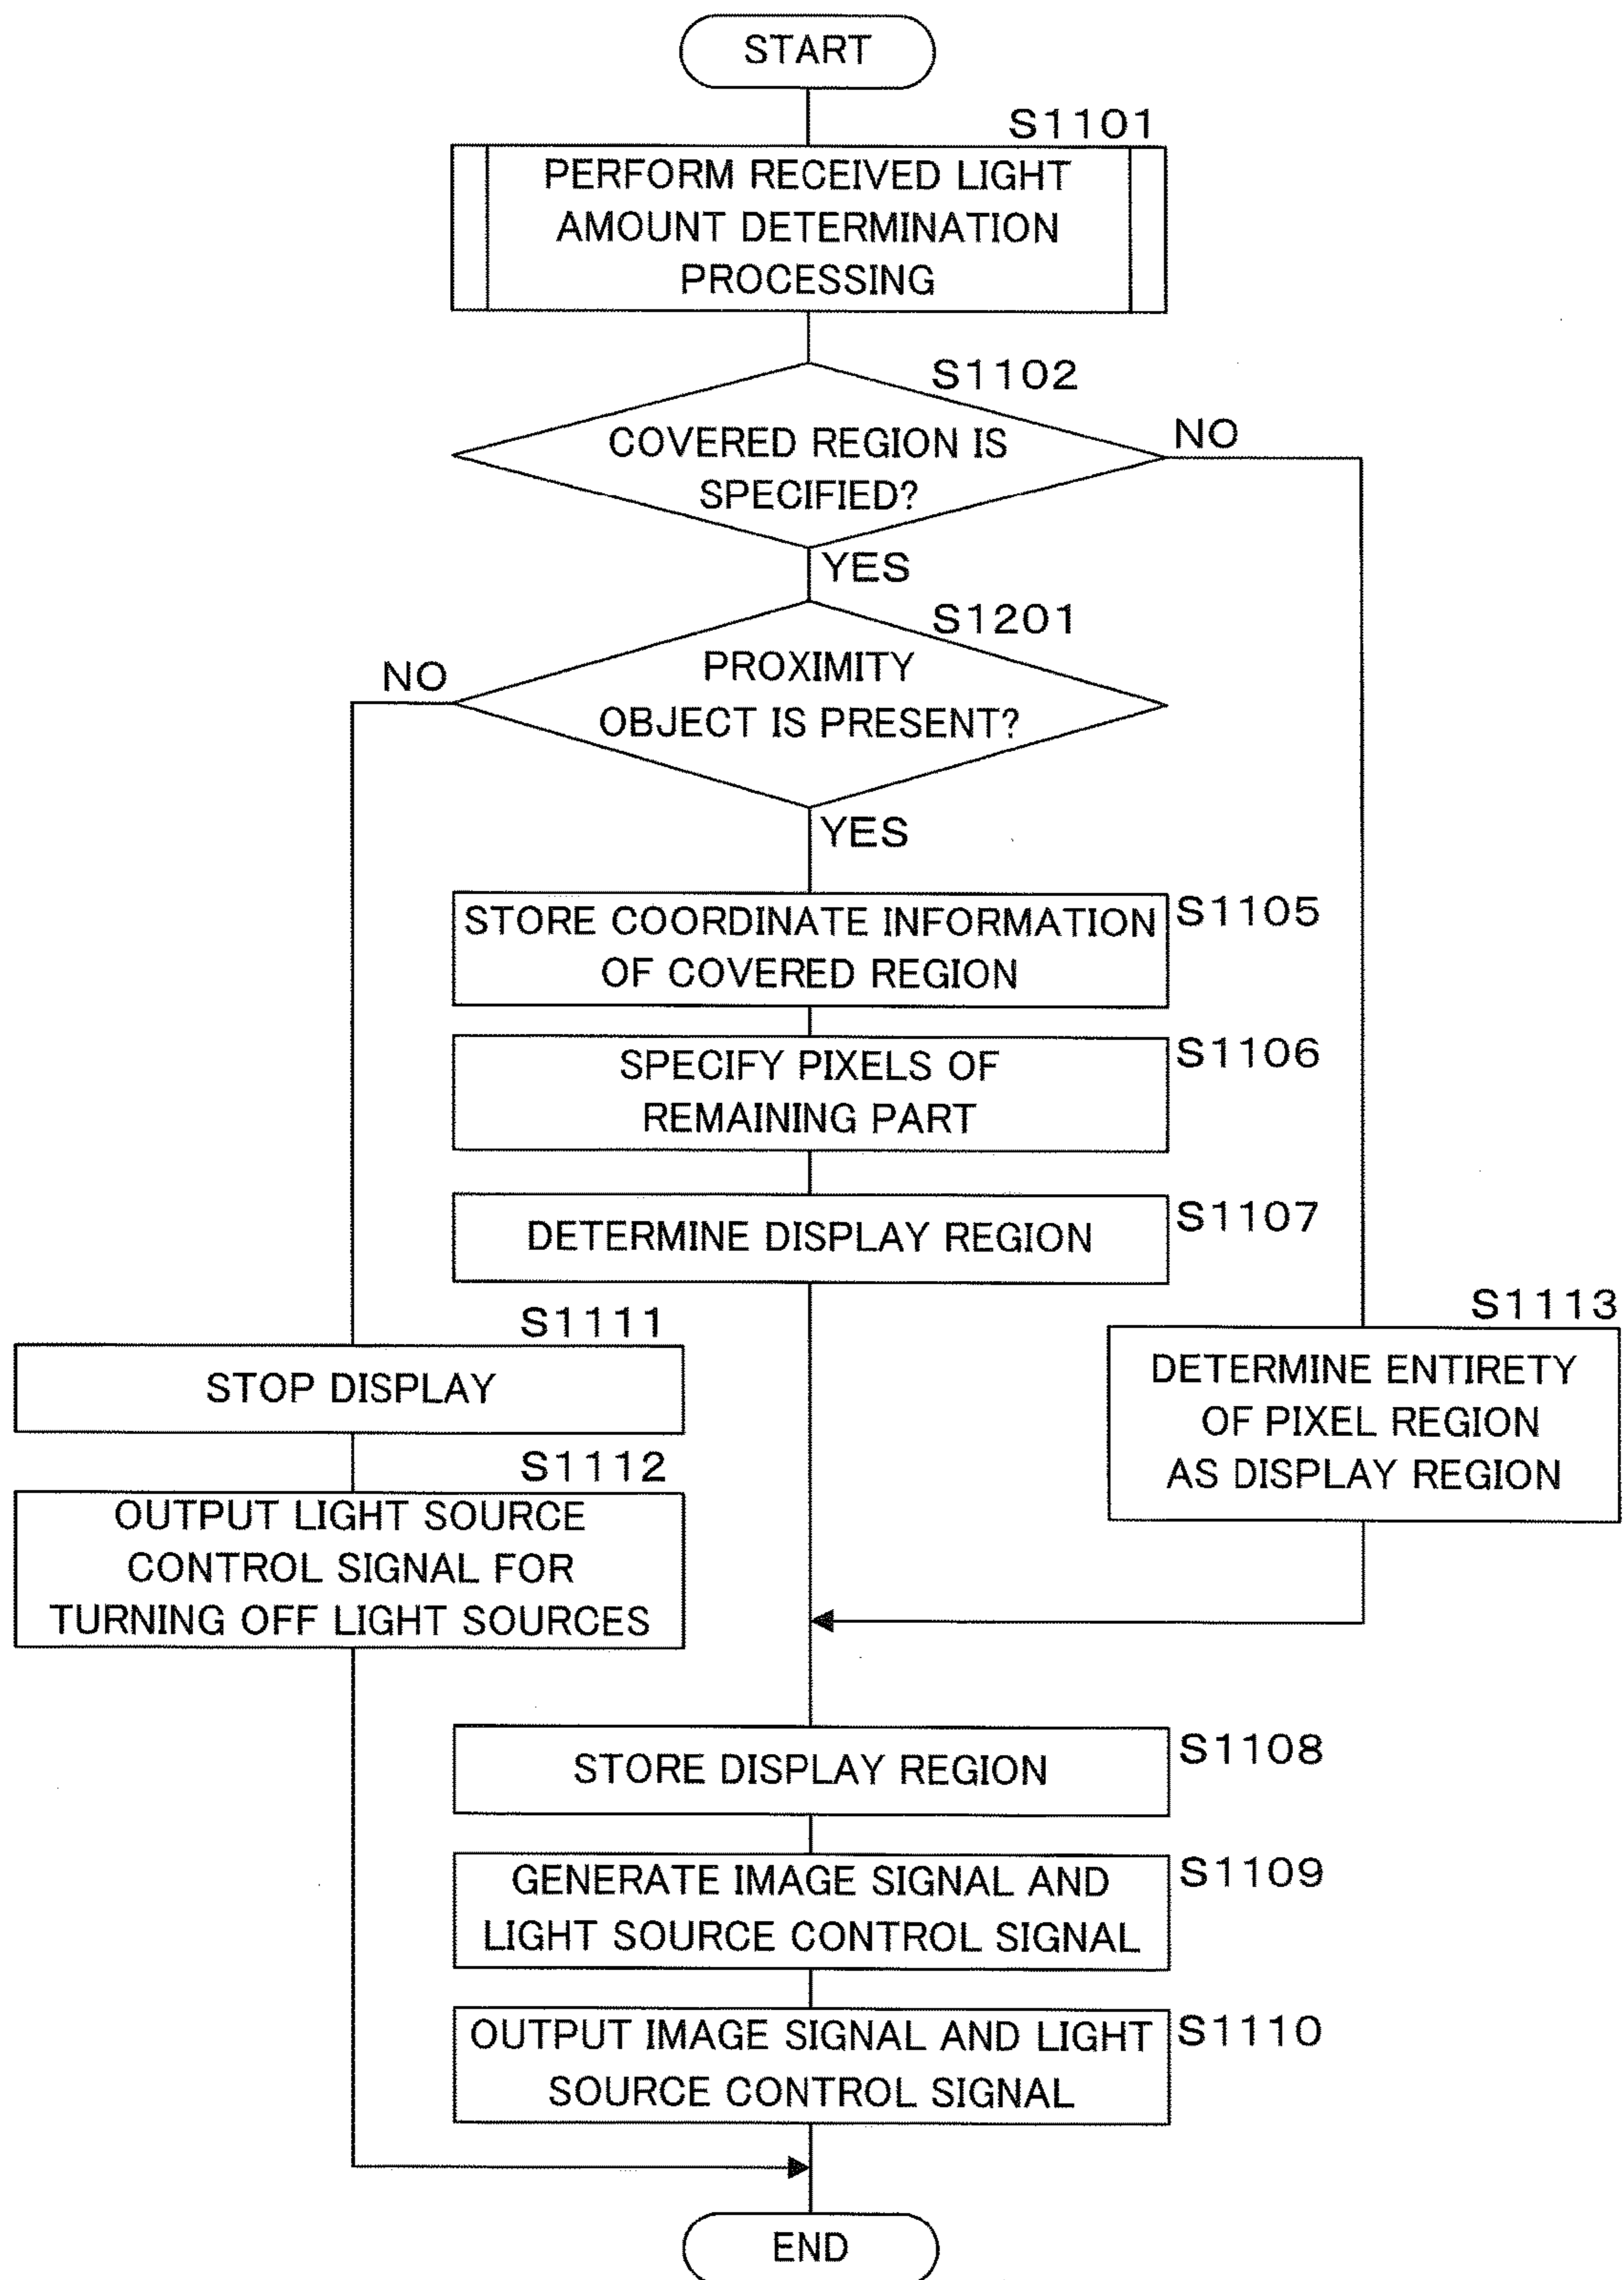 START
S1101
PERFORM RECEIVED LIGHT
AMOUNT DETERMINATION
PROCESSING
S1102
COVERED REGION IS
SPECIFIED?
NO
YES
S1201
PROXIMITY
OBJECT IS PRESENT?
NO
YES
STORE COORDINATE INFORMATION
OF COVERED REGION
S1105
SPECIFY PIXELS OF
REMAINING PART
S1106
DETERMINE DISPLAY REGION
S1107
S1111
STOP DISPLAY
S1112
OUTPUT LIGHT SOURCE
CONTROL SIGNAL FOR
TURNING OFF LIGHT SOURCES
S1113
DETERMINE ENTIRETY
OF PIXEL REGION
AS DISPLAY REGION
STORE DISPLAY REGION
S1108
GENERATE IMAGE SIGNAL AND
LIGHT SOURCE CONTROL SIGNAL
S1109
OUTPUT IMAGE SIGNAL AND LIGHT
SOURCE CONTROL SIGNAL
S1110
END